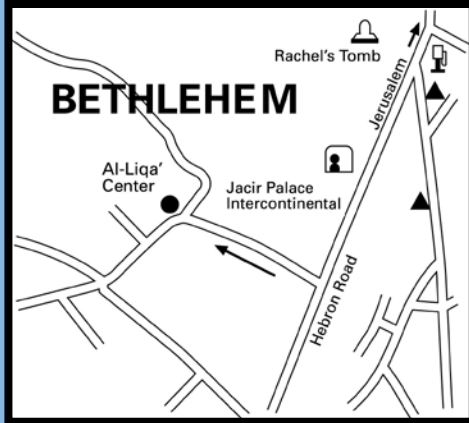 Rachel's Tomb
Jerusalem
BETHLEHEM
Al-Liqa'
Center
Jacir Palace
Intercontinental
Hebron Road